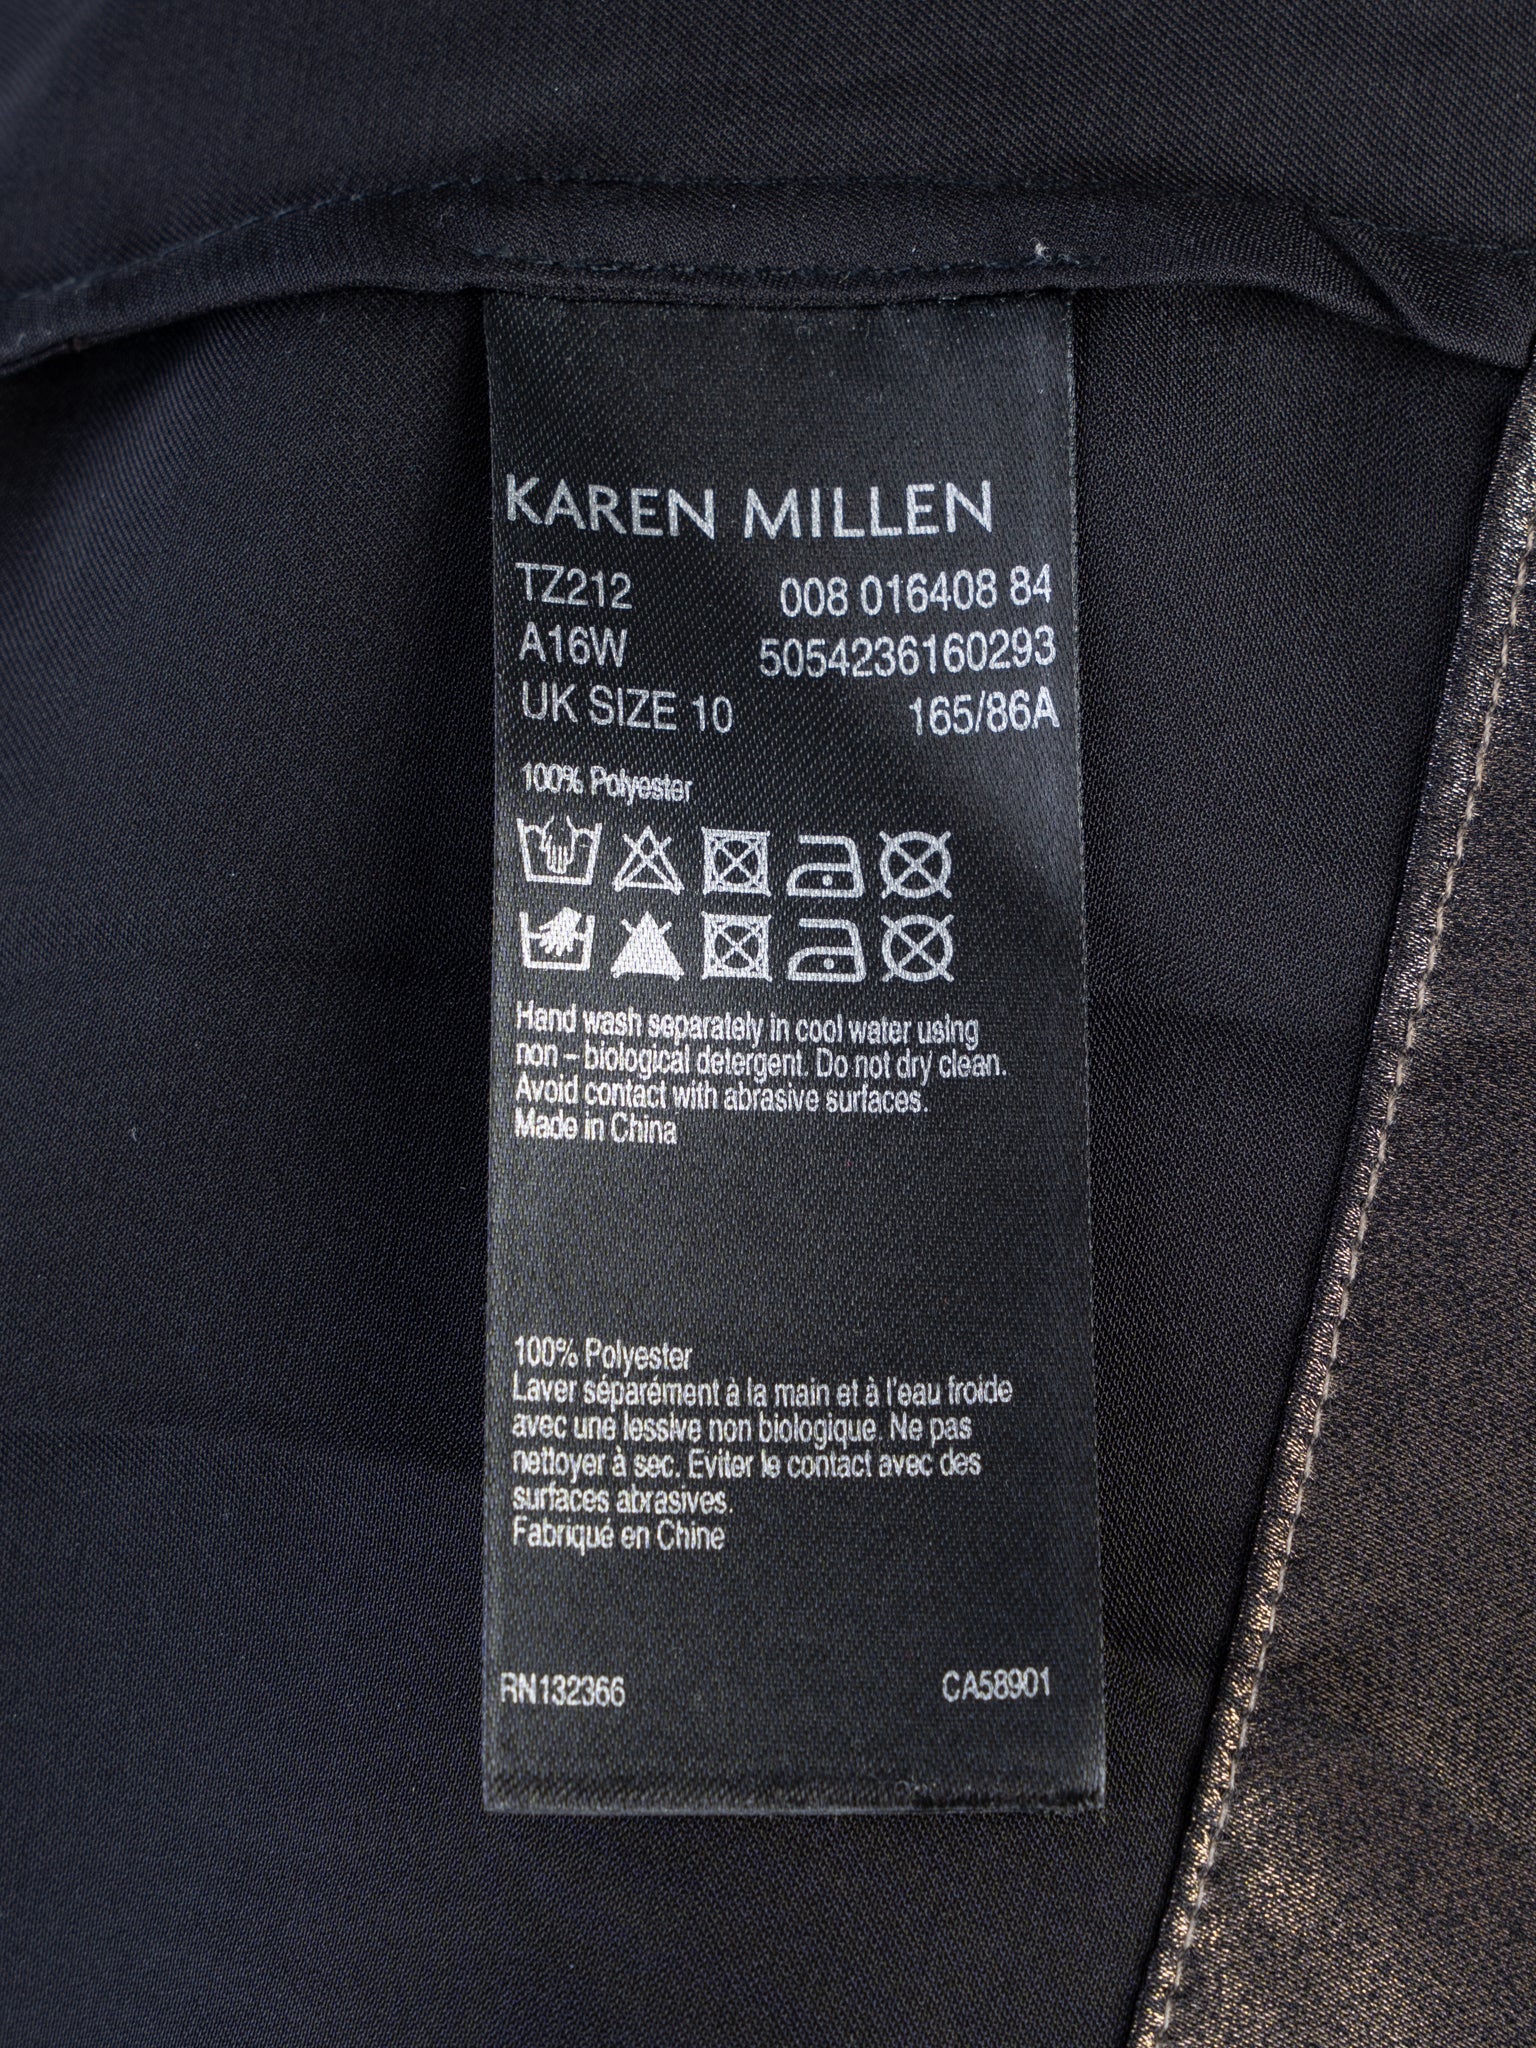 KAREN MILLEN
TZ212 008 016408 84
A16W 5054236160293
UK SIZE 10 165/86A
100% Polyester
Hand wash separately in cool water using
non – biological detergent. Do not dry clean.
Avoid contact with abrasive surfaces.
Made in China
100% Polyester
Laver séparément à la main et à l'eau froide
avec une lessive non biologique. Ne pas
nettoyer à sec. Eviter le contact avec des
surfaces abrasives.
Fabriqué en Chine
RN132366 CA58901